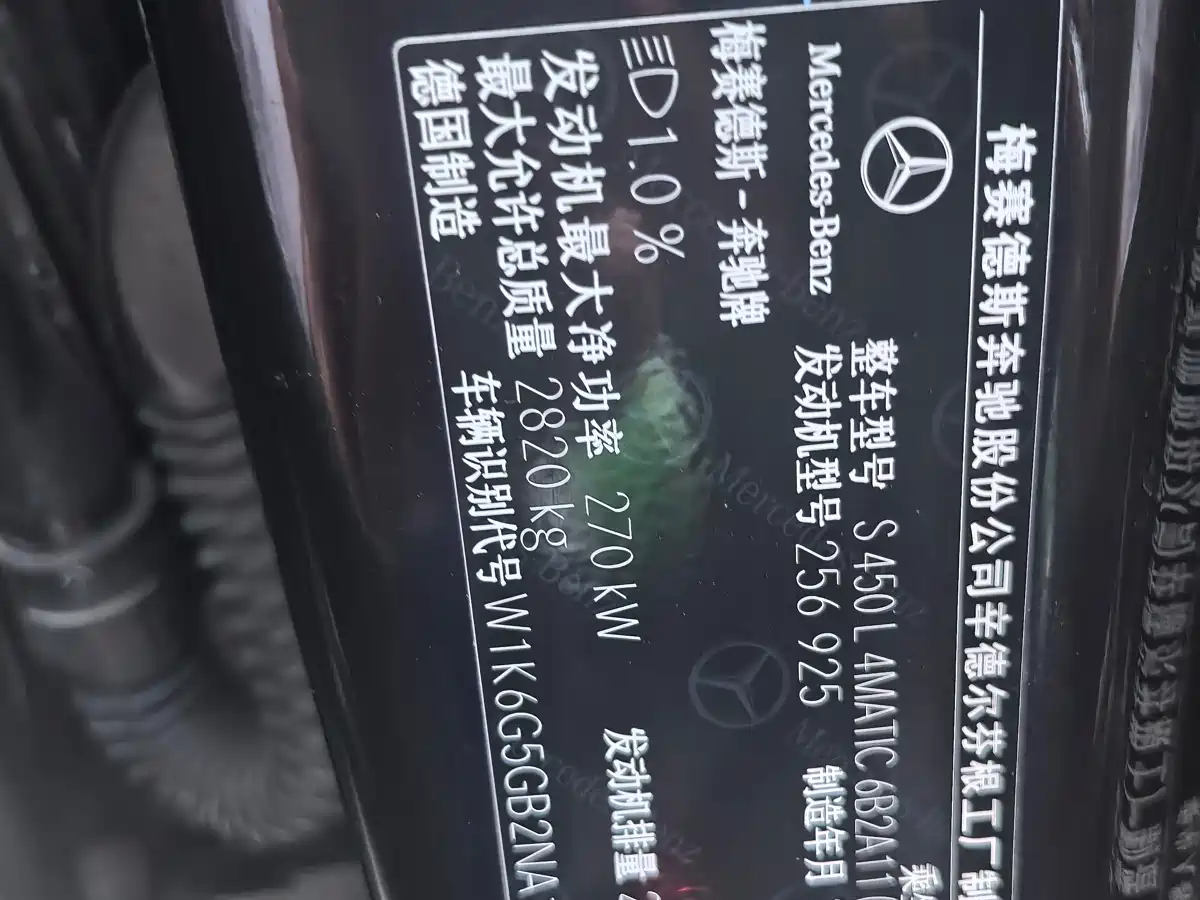 梅赛德斯奔驰股份公司辛德尔芬根工厂制
乘
整车型号 S 450 L 4MATIC 6B2A11
Mercedes-Benz
发动机型号 256 925 制造年月
梅赛德斯-奔驰牌
1.0 %
发动机排量
发动机最大净功率 270kW
最大允许总质量 2820kg
车辆识别代号 W1K6G5GB2NA
德国制造